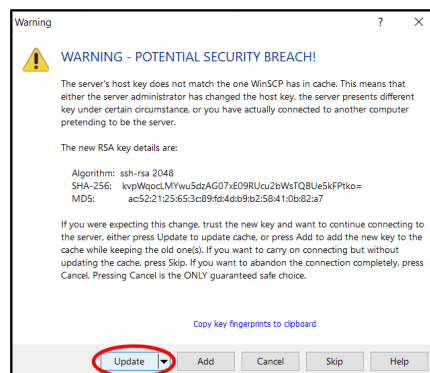 Warning
WARNING - POTENTIAL SECURITY BREACH!
The server's host key does not match the one WinSCP has in cache. This means that
either the server administrator has changed the host key, the server presents different
key under certain circumstance, or you have actually connected to another computer
pretending to be the server.
The new RSA key details are:
Algorithm: ssh-rsa 2048
SHA-256: kvpWqocLMYwu5dzAG07xE09RUcu2bWsTQBUe5kFPtko=
MD5: ac:52:21:25:65:3c:89:fd:4d:b9:b2:58:41:0b:82:a7
If you were expecting this change, trust the new key and want to continue connecting to
the server, either press Update to update cache, or press Add to add the new key to the
cache while keeping the old one(s). If you want to carry on connecting but without
updating the cache, press Skip. If you want to abandon the connection completely, press
Cancel. Pressing Cancel is the ONLY guaranteed safe choice.
Copy key fingerprints to clipboard
Update Add Cancel Skip Help